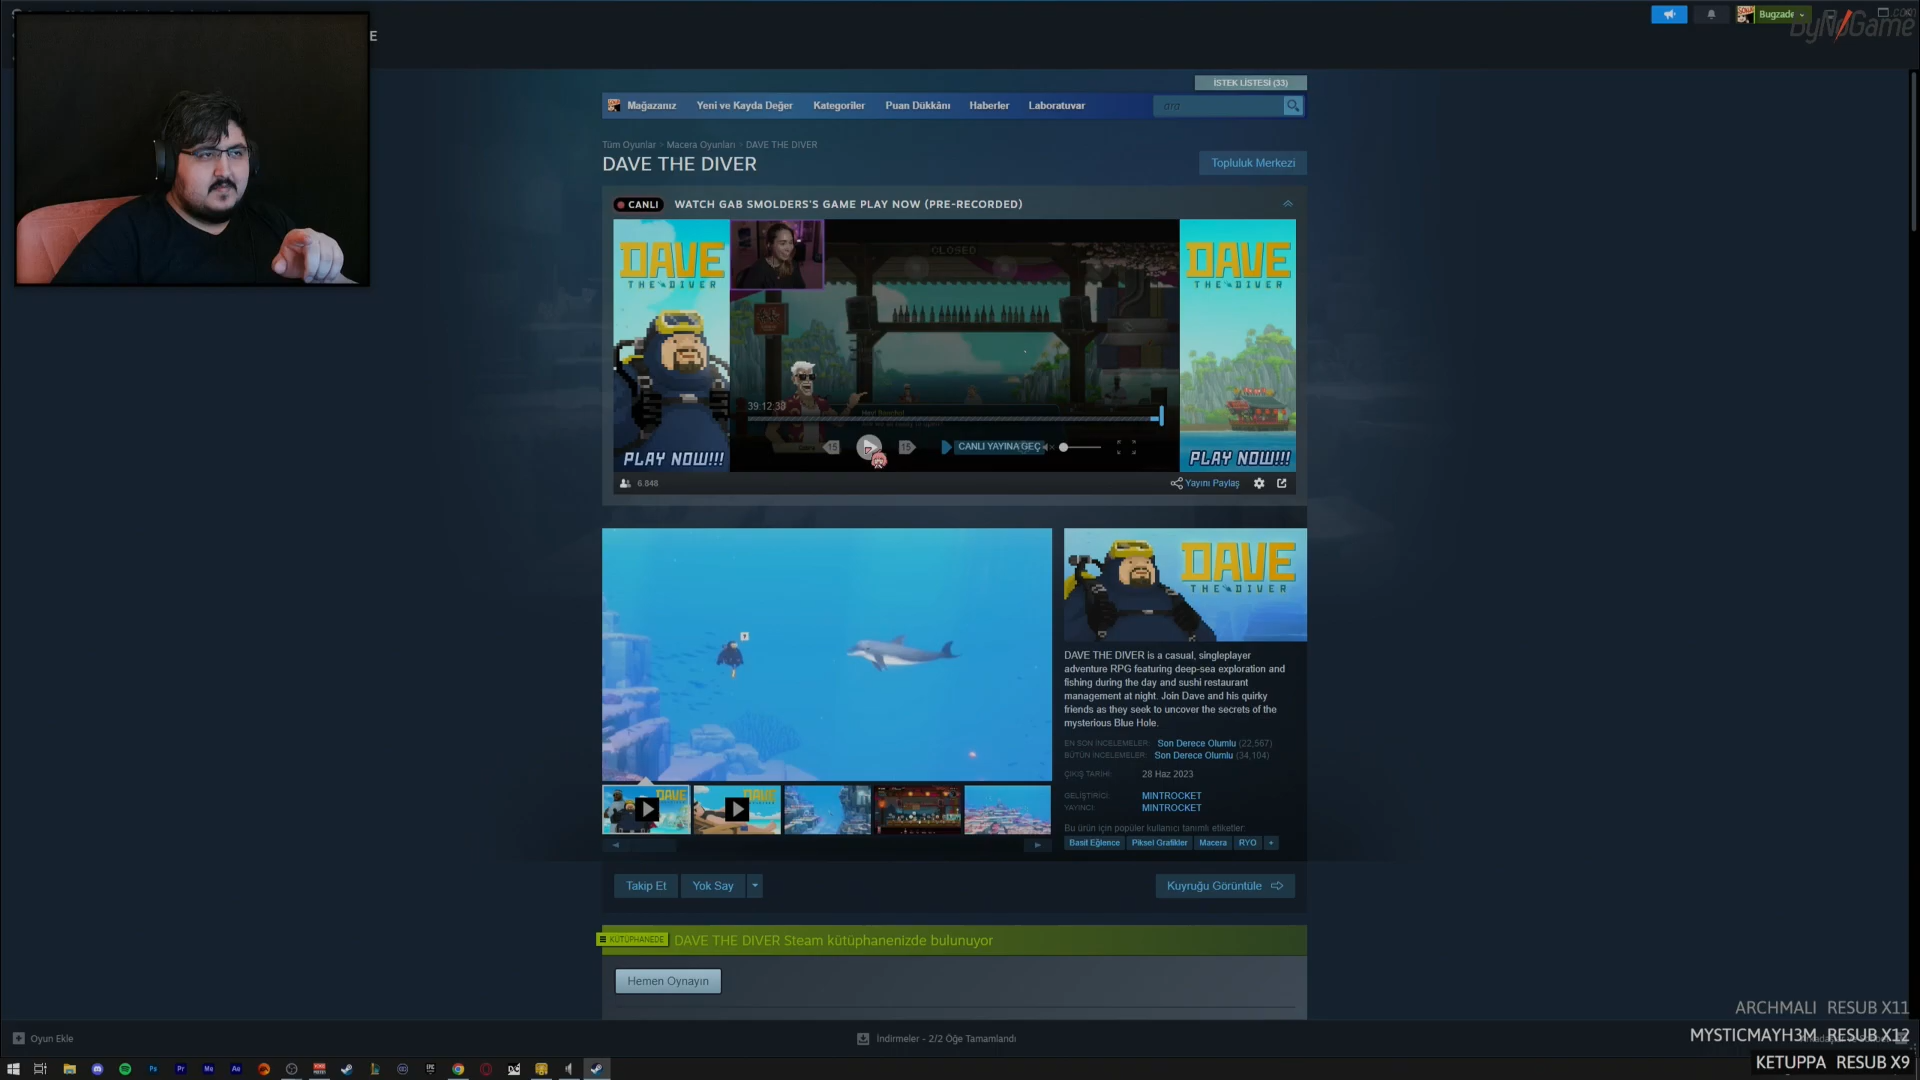 E
Bugzade
ByNoGame
.com
İSTEK LİSTESİ (33)
Mağazanız Yeni ve Kayda Değer Kategoriler Puan Dükkânı Haberler Laboratuvar ara
Tüm Oyunlar > Macera Oyunları > DAVE THE DIVER
DAVE THE DIVER
Topluluk Merkezi
CANLI WATCH GAB SMOLDERS'S GAME PLAY NOW (PRE-RECORDED)
DAVE
THE DIVER
PLAY NOW!!!
CLOSED
39:12:38
15 15 CANLI YAYINA GEÇ
DAVE
THE DIVER
PLAY NOW!!!
6.848
Yayını Paylaş
DAVE
THE DIVER
DAVE THE DIVER is a casual, singleplayer
adventure RPG featuring deep-sea exploration and
fishing during the day and sushi restaurant
management at night. Join Dave and his quirky
friends as they seek to uncover the secrets of the
mysterious Blue Hole.
EN SON İNCELEMELER: Son Derece Olumlu (22,567)
BÜTÜN İNCELEMELER: Son Derece Olumlu (34,104)
ÇIKIŞ TARİHİ: 28 Haz 2023
GELİŞTİRİCİ: MINTROCKET
YAYINCI: MINTROCKET
Bu ürün için popüler kullanıcı tanımlı etiketler:
Basit Eğlence Piksel Grafikler Macera RYO +
DAVE
DAVE
Takip Et Yok Say
Kuyruğu Görüntüle
KÜTÜPHANEDE DAVE THE DIVER Steam kütüphanenizde bulunuyor
Hemen Oynayın
ARCHMALI RESUB X11
MYSTICMAYH3M RESUB X12
KETUPPA RESUB X9
Oyun Ekle
İndirmeler - 2/2 Öğe Tamamlandı